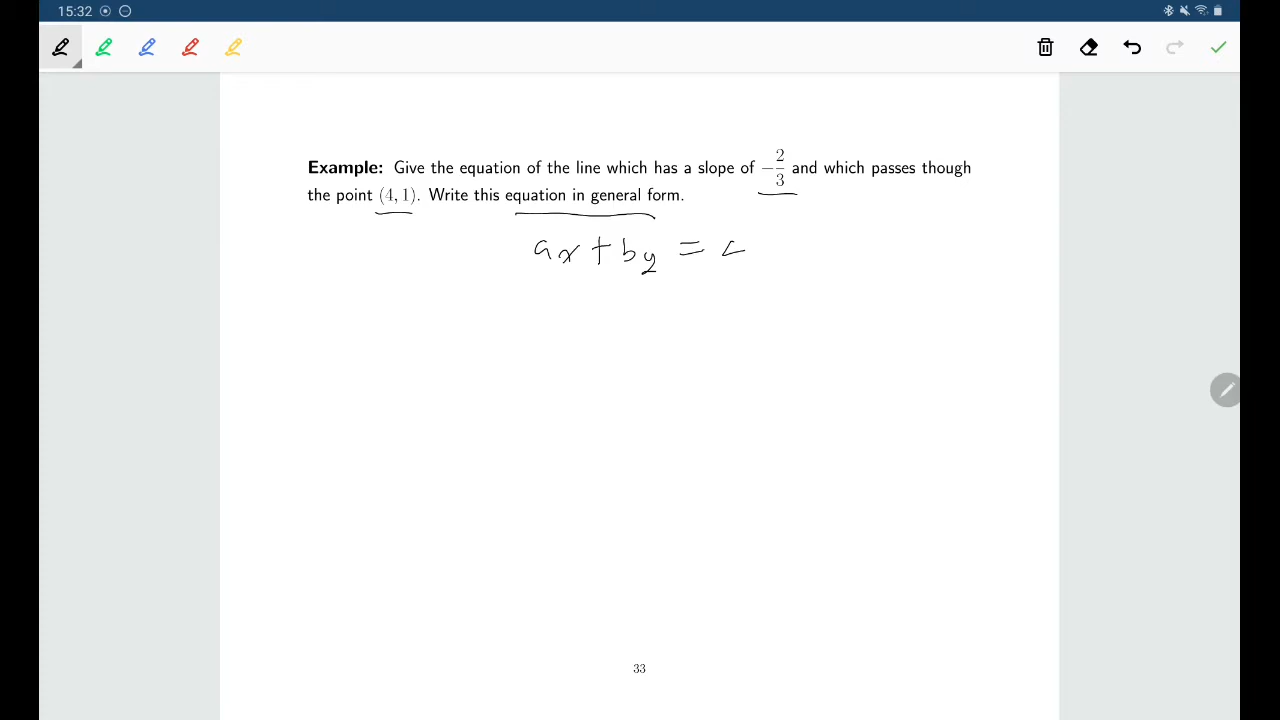 15:32
Example: Give the equation of the line which has a slope of −2/3 and which passes though
the point (4, 1). Write this equation in general form.
ax + by = c
33